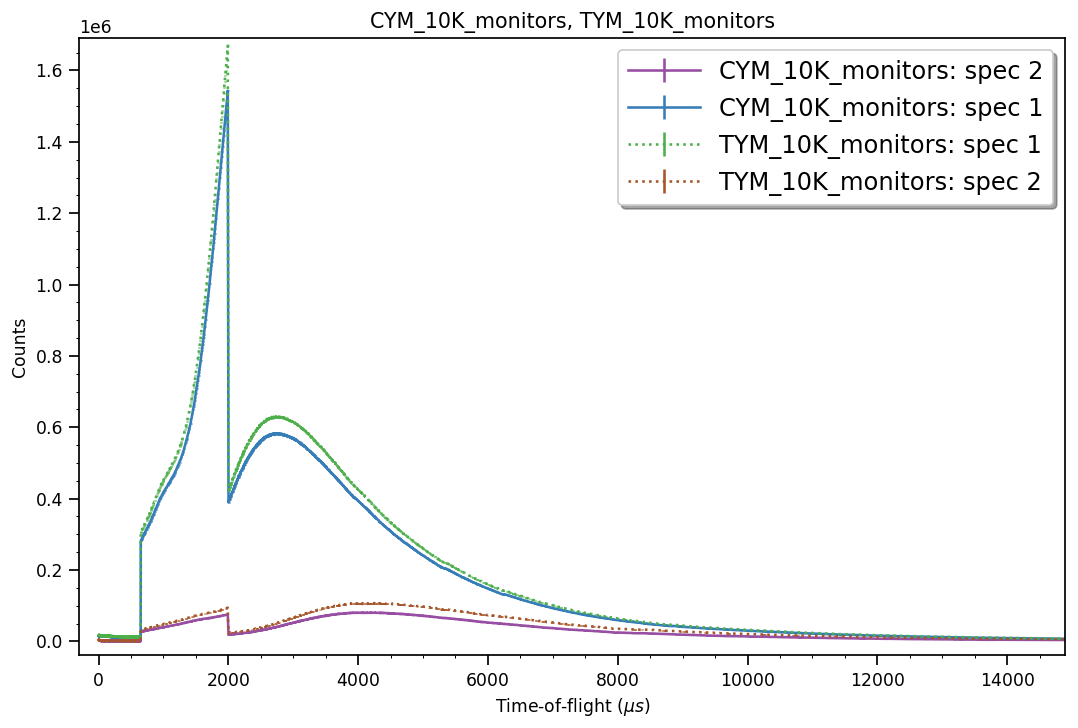 CYM_10K_monitors, TYM_10K_monitors
1e6
CYM_10K_monitors: spec 2
CYM_10K_monitors: spec 1
TYM_10K_monitors: spec 1
TYM_10K_monitors: spec 2
1.6
1.4
1.2
1.0
0.8
0.6
0.4
0.2
0.0
Counts
0 2000 4000 6000 8000 10000 12000 14000
Time-of-flight (μs)